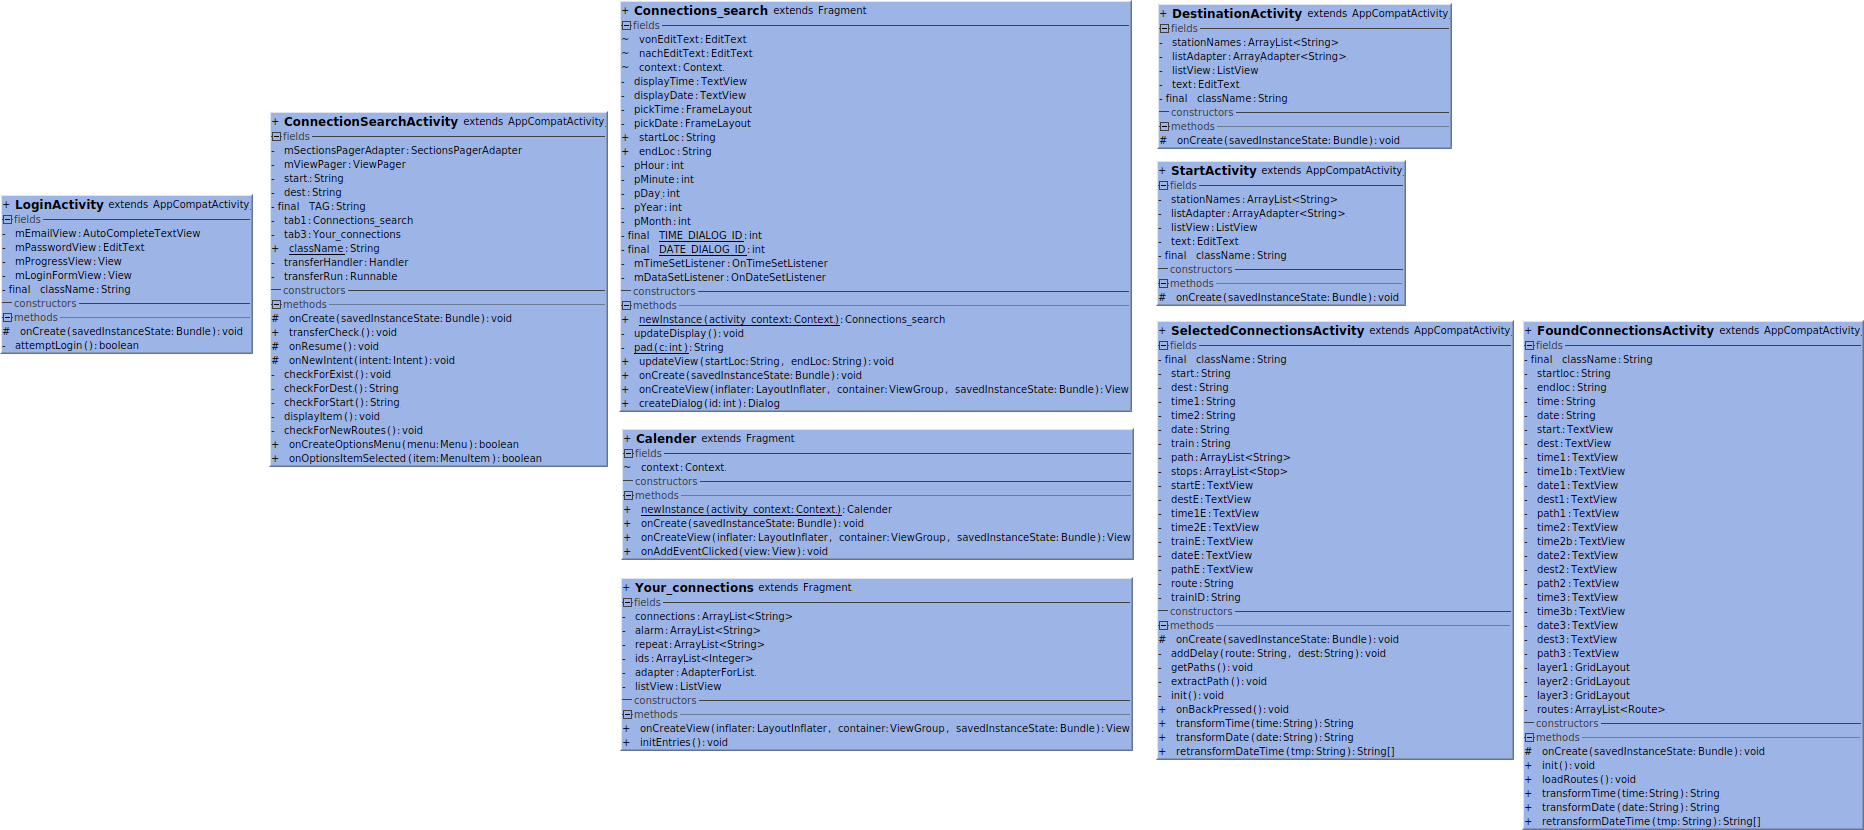 + LoginActivity extends AppCompatActivity
fields
- mEmailView:AutoCompleteTextView
- mPasswordView:EditText
- mProgressView:View
- mLoginFormView:View
- final className:String
constructors
methods
# onCreate(savedInstanceState:Bundle):void
- attemptLogin():boolean
+ ConnectionSearchActivity extends AppCompatActivity
fields
- mSectionsPagerAdapter:SectionsPagerAdapter
- mViewPager:ViewPager
- start:String
- dest:String
- final TAG:String
- tab1:Connections_search
- tab3:Your_connections
+ className:String
- transferHandler:Handler
- transferRun:Runnable
constructors
methods
# onCreate(savedInstanceState:Bundle):void
+ transferCheck():void
# onResume():void
# onNewIntent(intent:Intent):void
- checkForExist():void
- checkForDest():String
- checkForStart():String
- displayItem():void
- checkForNewRoutes():void
+ onCreateOptionsMenu(menu:Menu):boolean
+ onOptionsItemSelected(item:MenuItem):boolean
+ Connections_search extends Fragment
fields
~ vonEditText:EditText
~ nachEditText:EditText
~ context:Context
- displayTime:TextView
- displayDate:TextView
- pickTime:FrameLayout
- pickDate:FrameLayout
+ startLoc:String
+ endLoc:String
- pHour:int
- pMinute:int
- pDay:int
- pYear:int
- pMonth:int
- final TIME_DIALOG_ID:int
- final DATE_DIALOG_ID:int
- mTimeSetListener:OnTimeSetListener
- mDataSetListener:OnDateSetListener
constructors
methods
+ newInstance(activity_context:Context):Connections_search
- updateDisplay():void
- pad(c:int):String
+ updateView(startLoc:String, endLoc:String):void
+ onCreate(savedInstanceState:Bundle):void
+ onCreateView(inflater:LayoutInflater, container:ViewGroup, savedInstanceState:Bundle):View
+ createDialog(id:int):Dialog
+ Calender extends Fragment
fields
~ context:Context
constructors
methods
+ newInstance(activity_context:Context):Calender
+ onCreate(savedInstanceState:Bundle):void
+ onCreateView(inflater:LayoutInflater, container:ViewGroup, savedInstanceState:Bundle):View
+ onAddEventClicked(view:View):void
+ Your_connections extends Fragment
fields
- connections:ArrayList<String>
- alarm:ArrayList<String>
- repeat:ArrayList<String>
- ids:ArrayList<Integer>
- adapter:AdapterForList
- listView:ListView
constructors
methods
+ onCreateView(inflater:LayoutInflater, container:ViewGroup, savedInstanceState:Bundle):View
+ initEntries():void
+ DestinationActivity extends AppCompatActivity
fields
- stationNames:ArrayList<String>
- listAdapter:ArrayAdapter<String>
- listView:ListView
- text:EditText
- final className:String
constructors
methods
# onCreate(savedInstanceState:Bundle):void
+ StartActivity extends AppCompatActivity
fields
- stationNames:ArrayList<String>
- listAdapter:ArrayAdapter<String>
- listView:ListView
- text:EditText
- final className:String
constructors
methods
# onCreate(savedInstanceState:Bundle):void
+ SelectedConnectionsActivity extends AppCompatActivity
fields
- final className:String
- start:String
- dest:String
- time1:String
- time2:String
- date:String
- train:String
- path:ArrayList<String>
- stops:ArrayList<Stop>
- startE:TextView
- destE:TextView
- time1E:TextView
- time2E:TextView
- trainE:TextView
- dateE:TextView
- pathE:TextView
- route:String
- trainID:String
constructors
methods
# onCreate(savedInstanceState:Bundle):void
- addDelay(route:String, dest:String):void
- getPaths():void
- extractPath():void
- init():void
+ onBackPressed():void
+ transformTime(time:String):String
+ transformDate(date:String):String
+ retransformDateTime(tmp:String):String[]
+ FoundConnectionsActivity extends AppCompatActivity
fields
- final className:String
- startloc:String
- endloc:String
- time:String
- date:String
- start:TextView
- dest:TextView
- time1:TextView
- time1b:TextView
- date1:TextView
- dest1:TextView
- path1:TextView
- time2:TextView
- time2b:TextView
- date2:TextView
- dest2:TextView
- path2:TextView
- time3:TextView
- time3b:TextView
- date3:TextView
- dest3:TextView
- path3:TextView
- layer1:GridLayout
- layer2:GridLayout
- layer3:GridLayout
- routes:ArrayList<Route>
constructors
methods
# onCreate(savedInstanceState:Bundle):void
+ init():void
+ loadRoutes():void
+ transformTime(time:String):String
+ transformDate(date:String):String
+ retransformDateTime(tmp:String):String[]